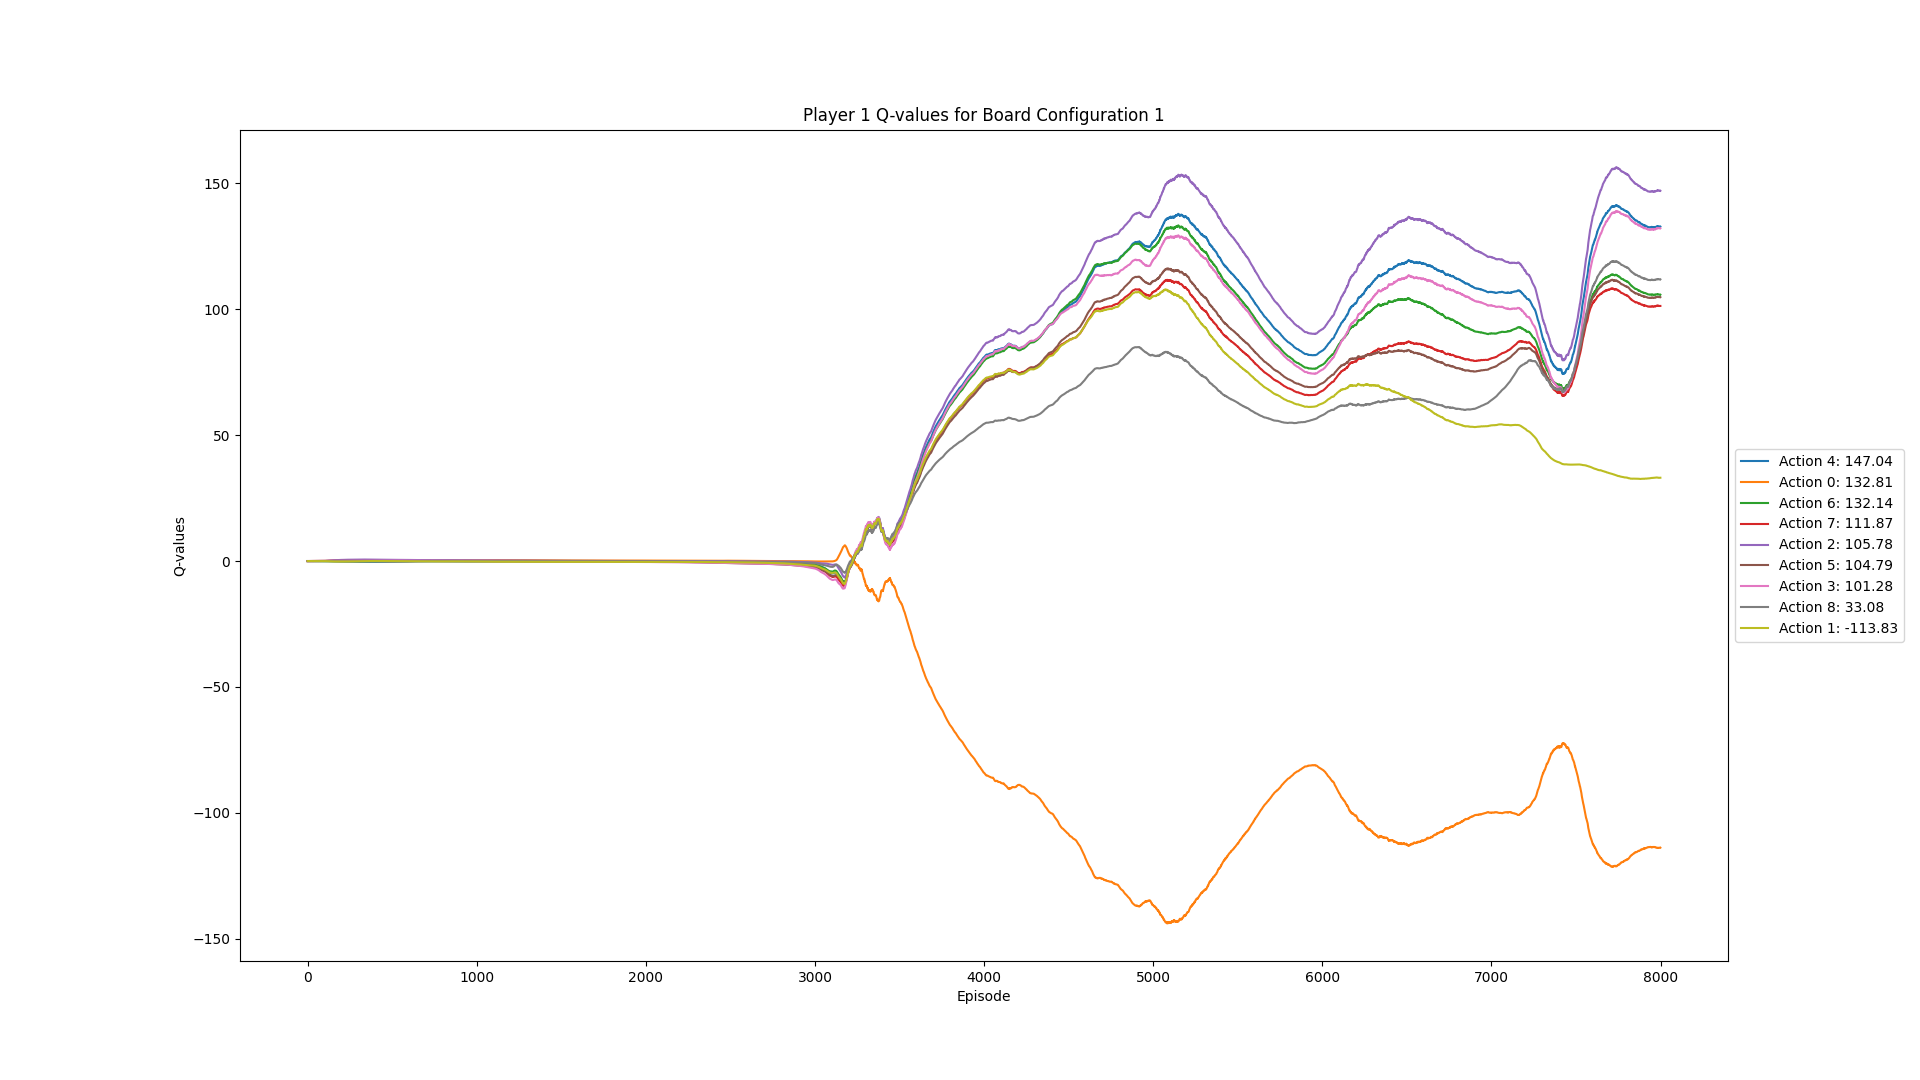 Player 1 Q-values for Board Configuration 1
150
100
50
0
−50
−100
−150
Q-values
0
1000
2000
3000
4000
5000
6000
7000
8000
Episode
Action 4: 147.04
Action 0: 132.81
Action 6: 132.14
Action 7: 111.87
Action 2: 105.78
Action 5: 104.79
Action 3: 101.28
Action 8: 33.08
Action 1: -113.83